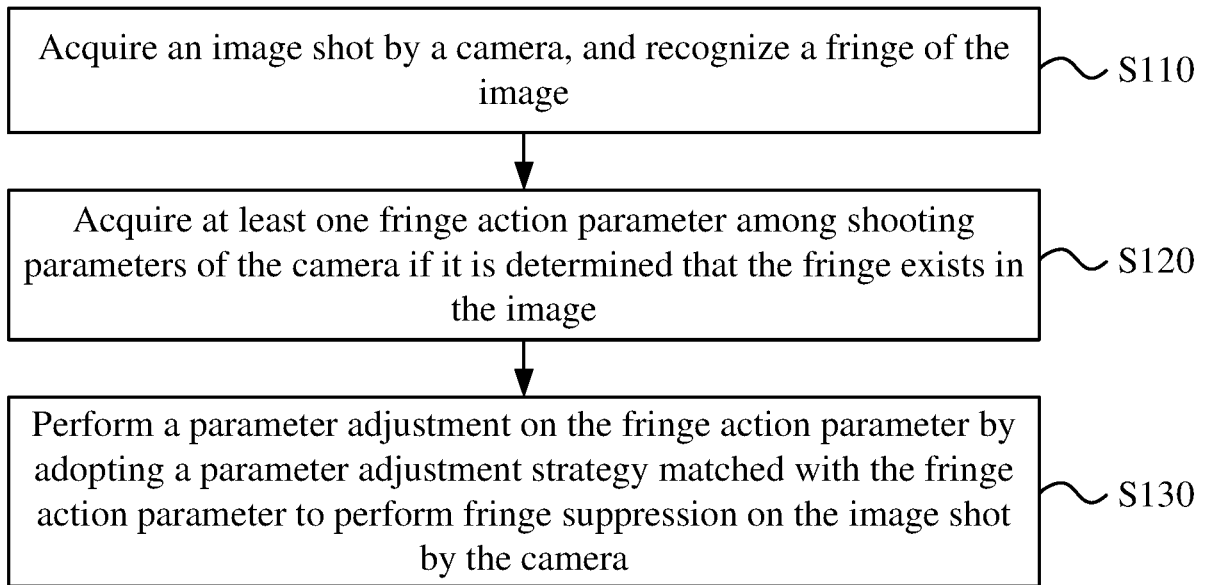 Acquire an image shot by a camera, and recognize a fringe of the
image
S110
Acquire at least one fringe action parameter among shooting
parameters of the camera if it is determined that the fringe exists in
the image
S120
Perform a parameter adjustment on the fringe action parameter by
adopting a parameter adjustment strategy matched with the fringe
action parameter to perform fringe suppression on the image shot
by the camera
S130